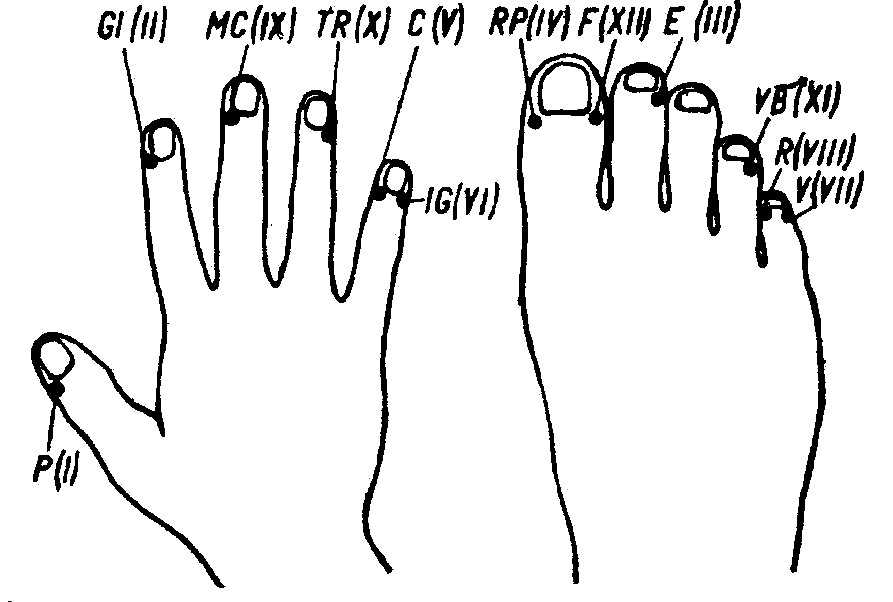 GI (II) MC (IX) TR (X) C (V) RP (IV) F (XII) E (III)
VB (XI)
R (VIII)
V (VII)
IG (VI)
P (I)